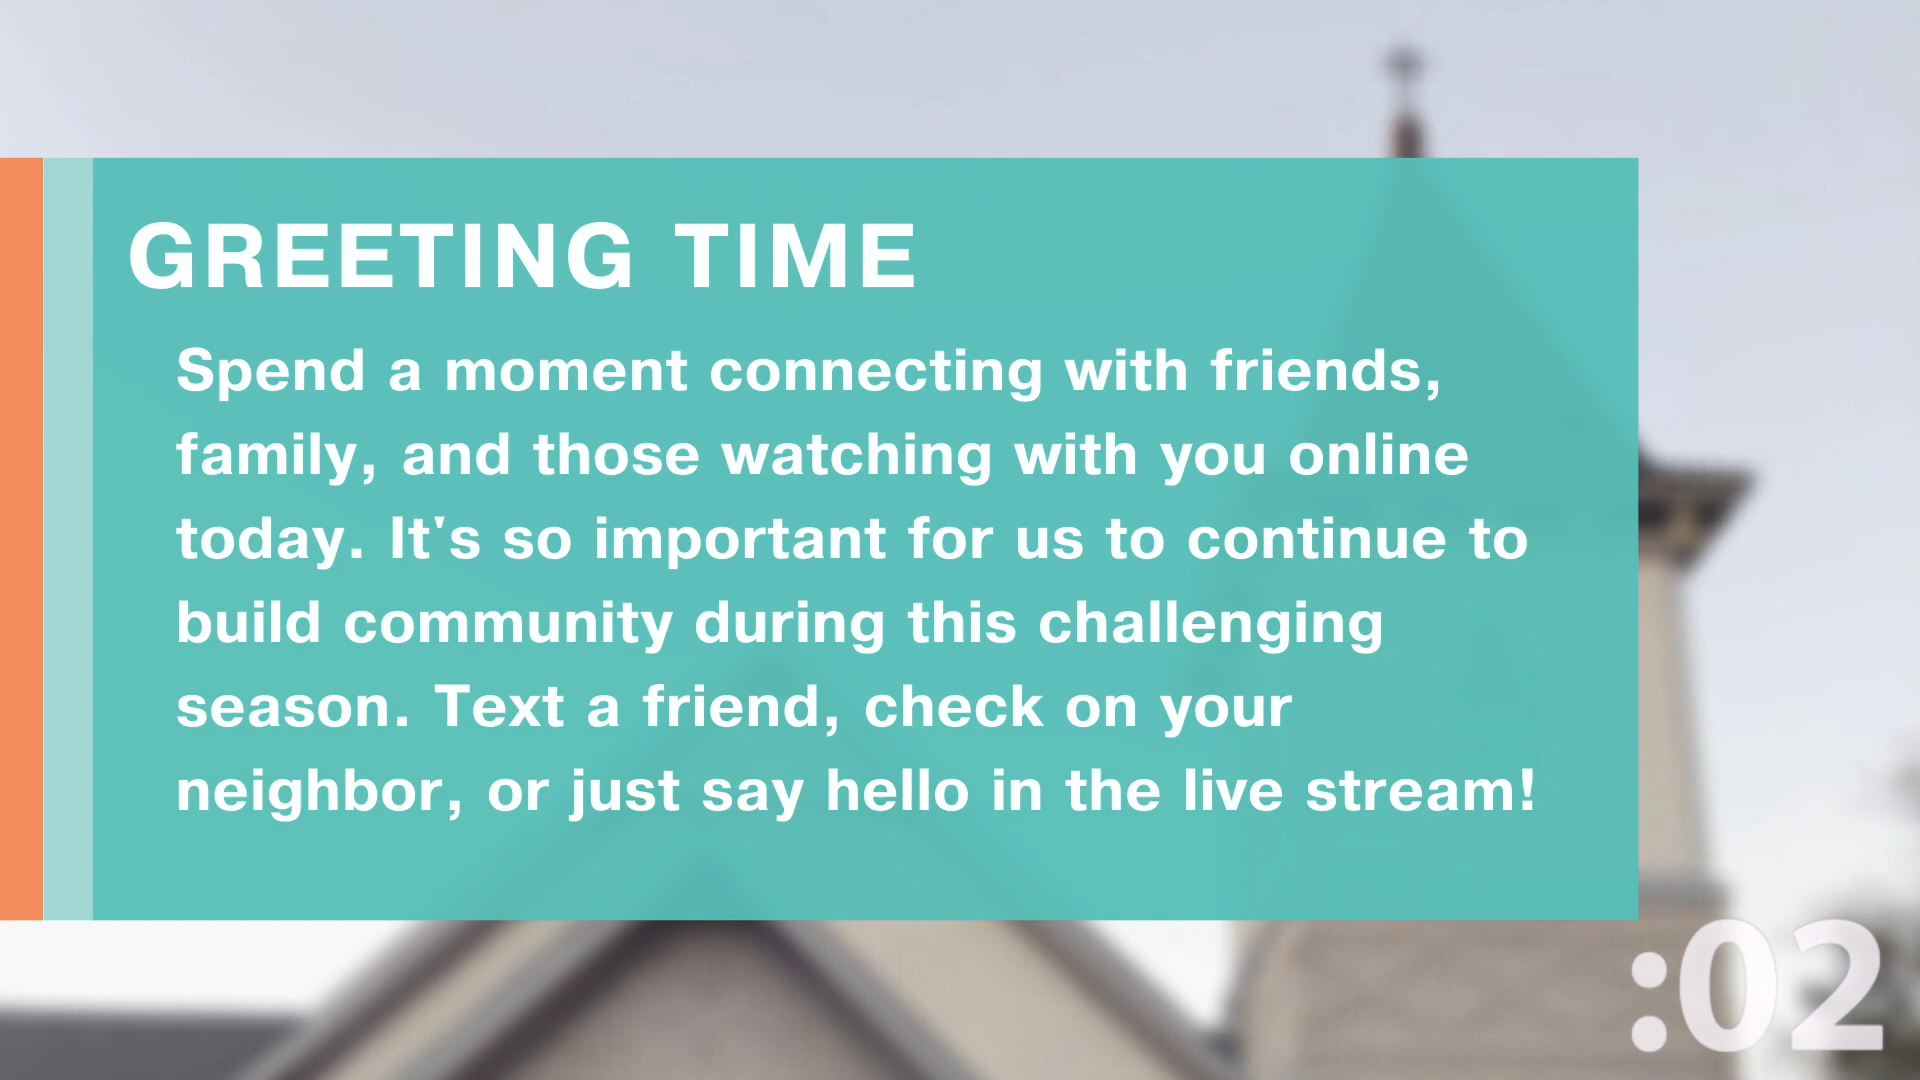 GREETING TIME
Spend a moment connecting with friends,
family, and those watching with you online
today. It's so important for us to continue to
build community during this challenging
season. Text a friend, check on your
neighbor, or just say hello in the live stream!
:02